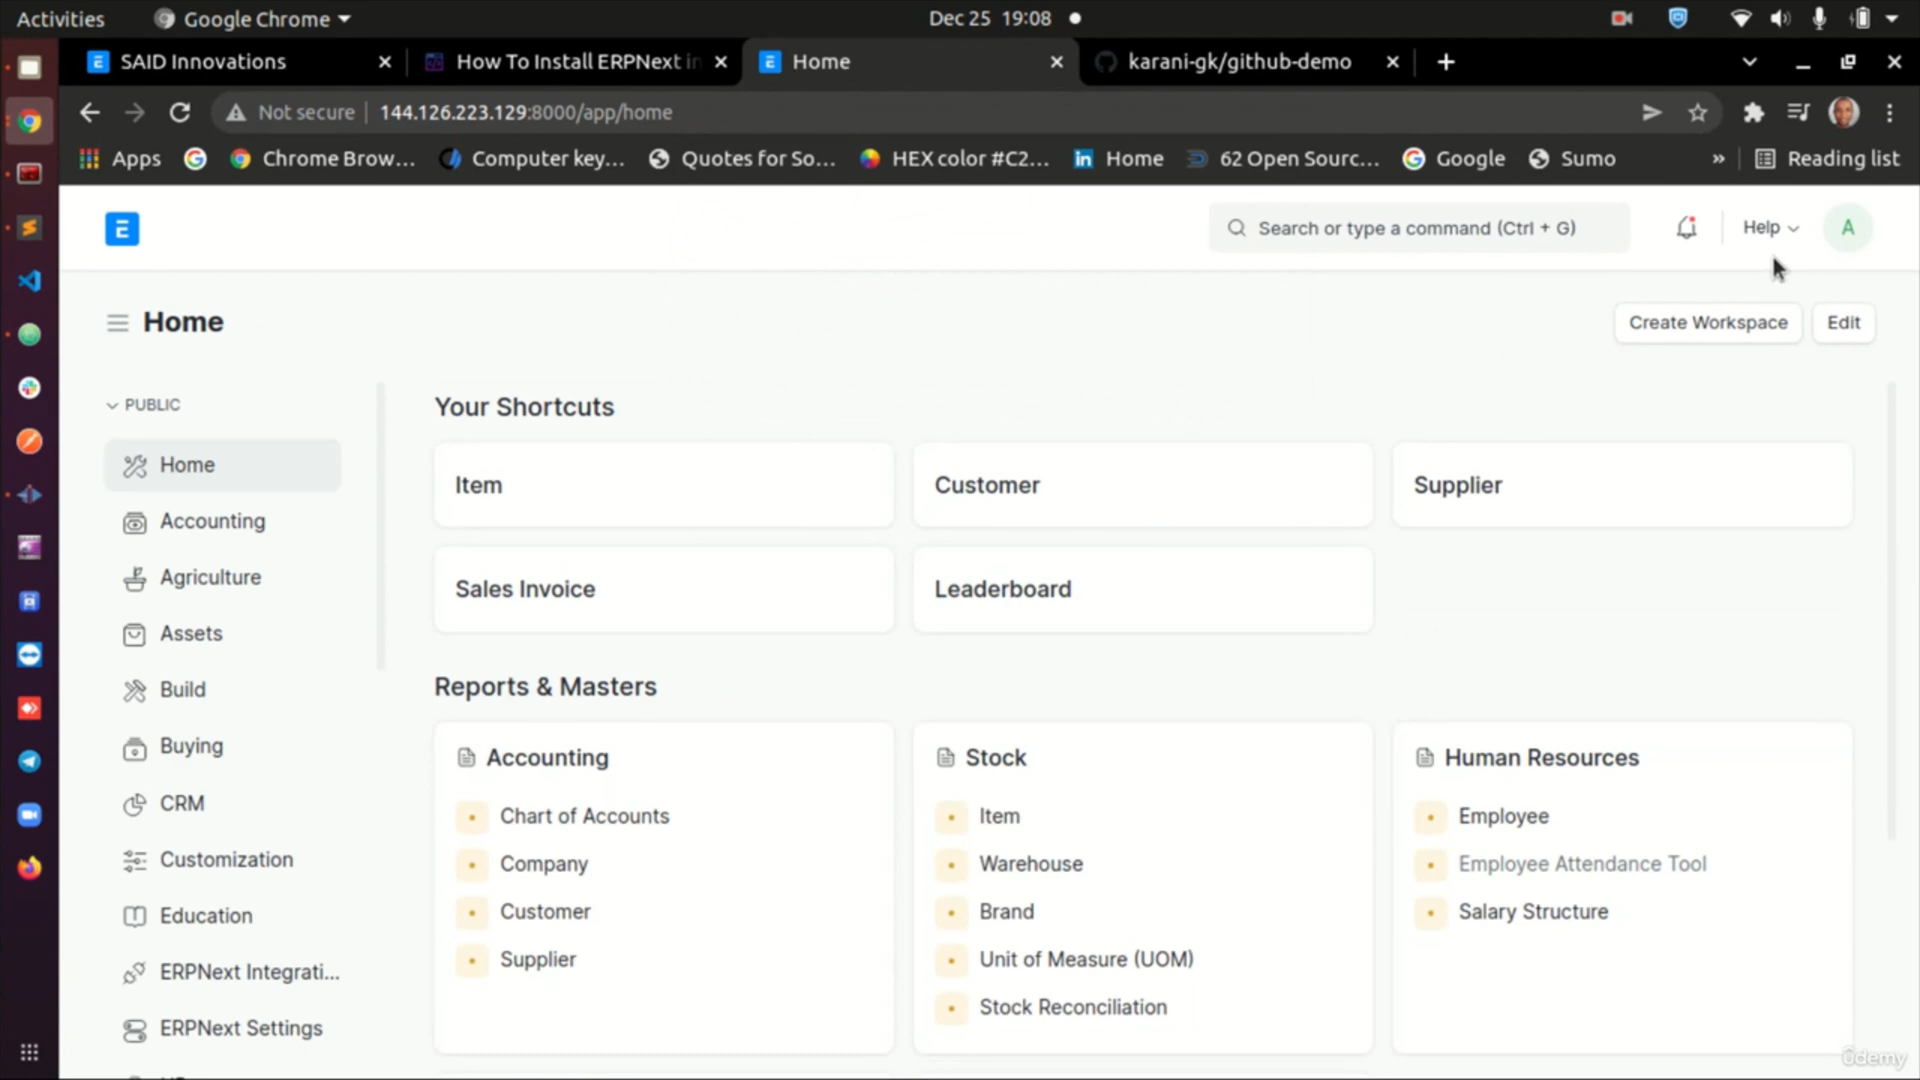 Activities Google Chrome Dec 25 19:08
SAID Innovations How To Install ERPNext in Home karani-gk/github-demo
Not secure 144.126.223.129:8000/app/home
Apps Chrome Brow... Computer key... Quotes for So... HEX color #C2... Home 62 Open Sourc... Google Sumo » Reading list
E Search or type a command (Ctrl + G) Help A
Home Create Workspace Edit
PUBLIC
Home
Accounting
Agriculture
Assets
Build
Buying
CRM
Customization
Education
ERPNext Integrati...
ERPNext Settings
Your Shortcuts
Item Customer Supplier
Sales Invoice Leaderboard
Reports & Masters
Accounting
Chart of Accounts
Company
Customer
Supplier
Stock
Item
Warehouse
Brand
Unit of Measure (UOM)
Stock Reconciliation
Human Resources
Employee
Employee Attendance Tool
Salary Structure
ûdemy